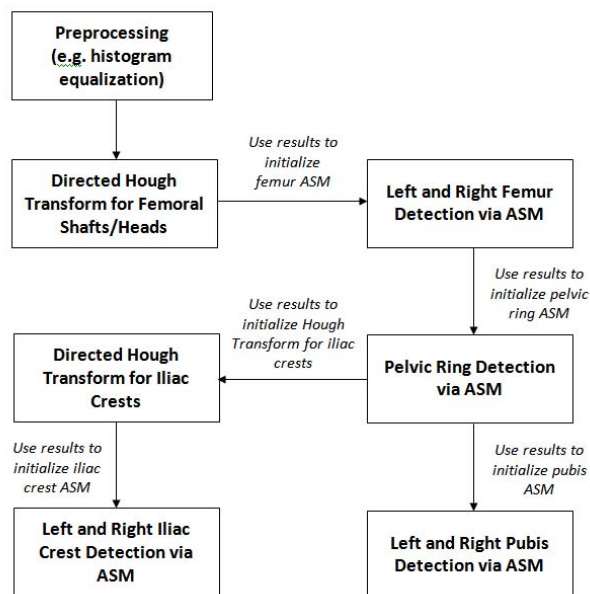 Preprocessing
(e.g. histogram
equalization)
Use results to
initialize
femur ASM
Directed Hough
Transform for Femoral
Shafts/Heads
Left and Right Femur
Detection via ASM
Use results to
initialize pelvic
ring ASM
Use results to
initialize Hough
Transform for iliac
crests
Directed Hough
Transform for Iliac
Crests
Pelvic Ring Detection
via ASM
Use results to
initialize iliac
crest ASM
Use results to
initialize pubis
ASM
Left and Right Iliac
Crest Detection via
ASM
Left and Right Pubis
Detection via ASM